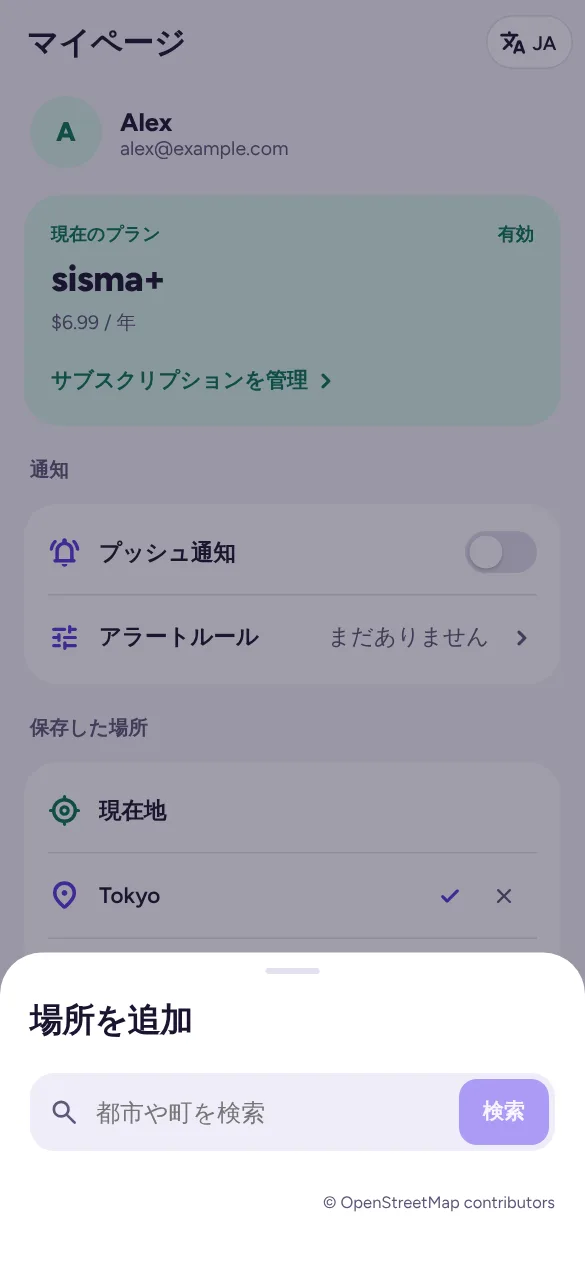 マイページ
JA
A
Alex
alex@example.com
現在のプラン
有効
sisma+
$6.99 / 年
サブスクリプションを管理
通知
プッシュ通知
アラートルール
まだありません
保存した場所
現在地
Tokyo
場所を追加
都市や町を検索
検索
© OpenStreetMap contributors